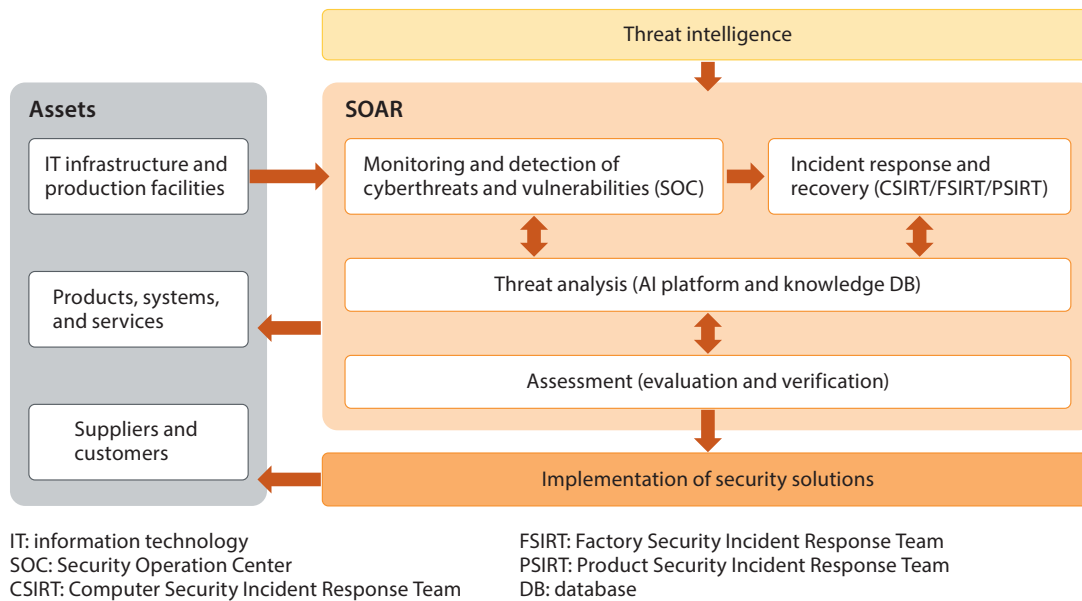 Threat intelligence
Assets
IT infrastructure and
production facilities
Products, systems,
and services
Suppliers and
customers
SOAR
Monitoring and detection of
cyberthreats and vulnerabilities (SOC)
Incident response and
recovery (CSIRT/FSIRT/PSIRT)
Threat analysis (AI platform and knowledge DB)
Assessment (evaluation and verification)
Implementation of security solutions
IT: information technology
SOC: Security Operation Center
CSIRT: Computer Security Incident Response Team
FSIRT: Factory Security Incident Response Team
PSIRT: Product Security Incident Response Team
DB: database